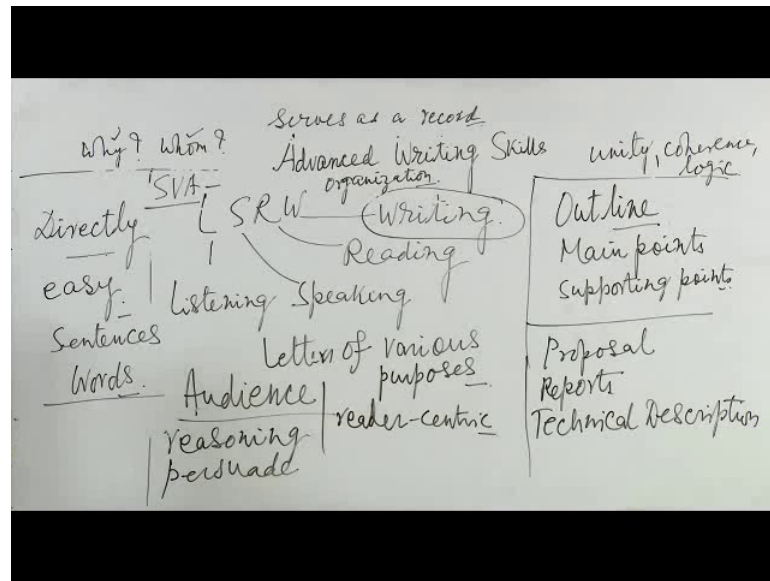 Serves as a record
Why? Whom?
Advanced Writing Skills
unity, coherence,
logic
organization
SVA
L S R W Writing.
Reading
Listening Speaking
Directly
easy.
Sentences
Words.
Outline
Main points
Supporting points
Letters of various
purposes
Audience
reasoning
persuade
reader-centric
Proposal
Reports
Technical Description